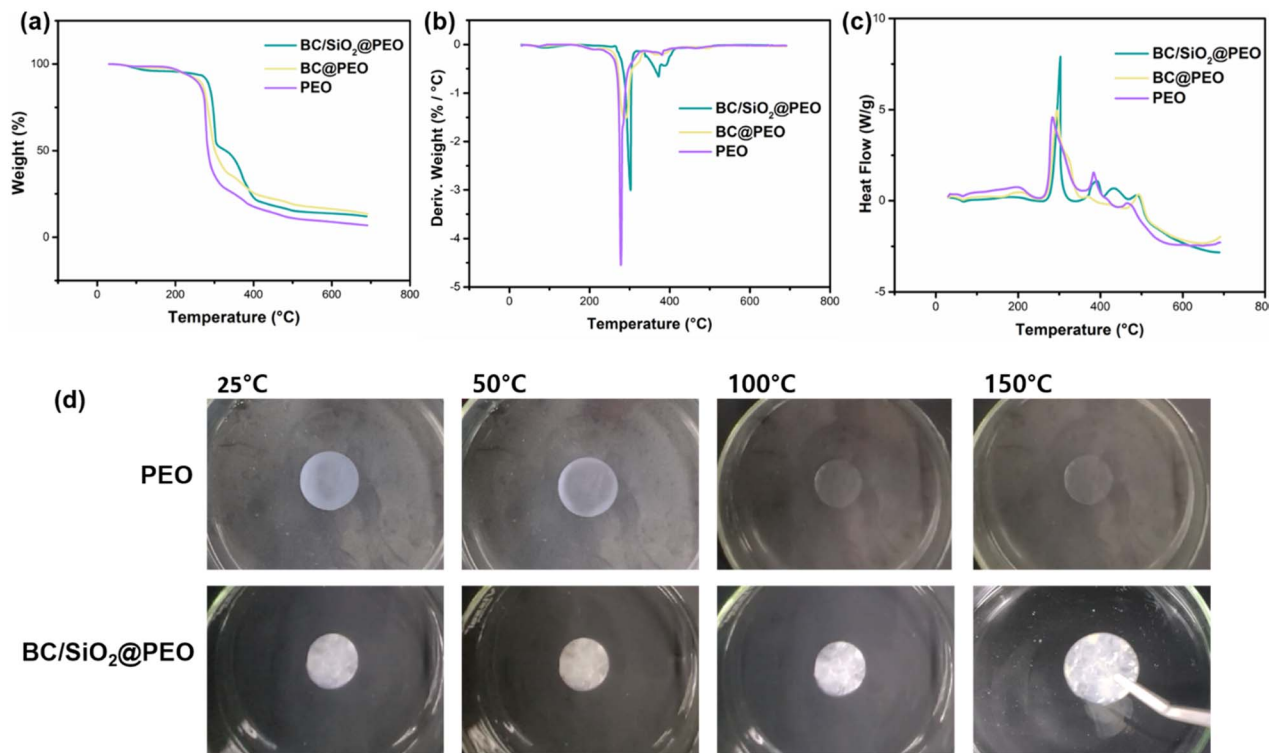 (a)
100
50
0
Weight (%)
0 200 400 600 800
Temperature (°C)
BC/SiO₂@PEO
BC@PEO
PEO
(b)
0
-1
-2
-3
-4
-5
Deriv. Weight (% / °C)
0 200 400 600 800
Temperature (°C)
BC/SiO₂@PEO
BC@PEO
PEO
(c)
10
5
0
-5
Heat Flow (W/g)
0 200 400 600 80
Temperature (°C)
BC/SiO₂@PEO
BC@PEO
PEO
(d)
25°C 50°C 100°C 150°C
PEO
BC/SiO₂@PEO